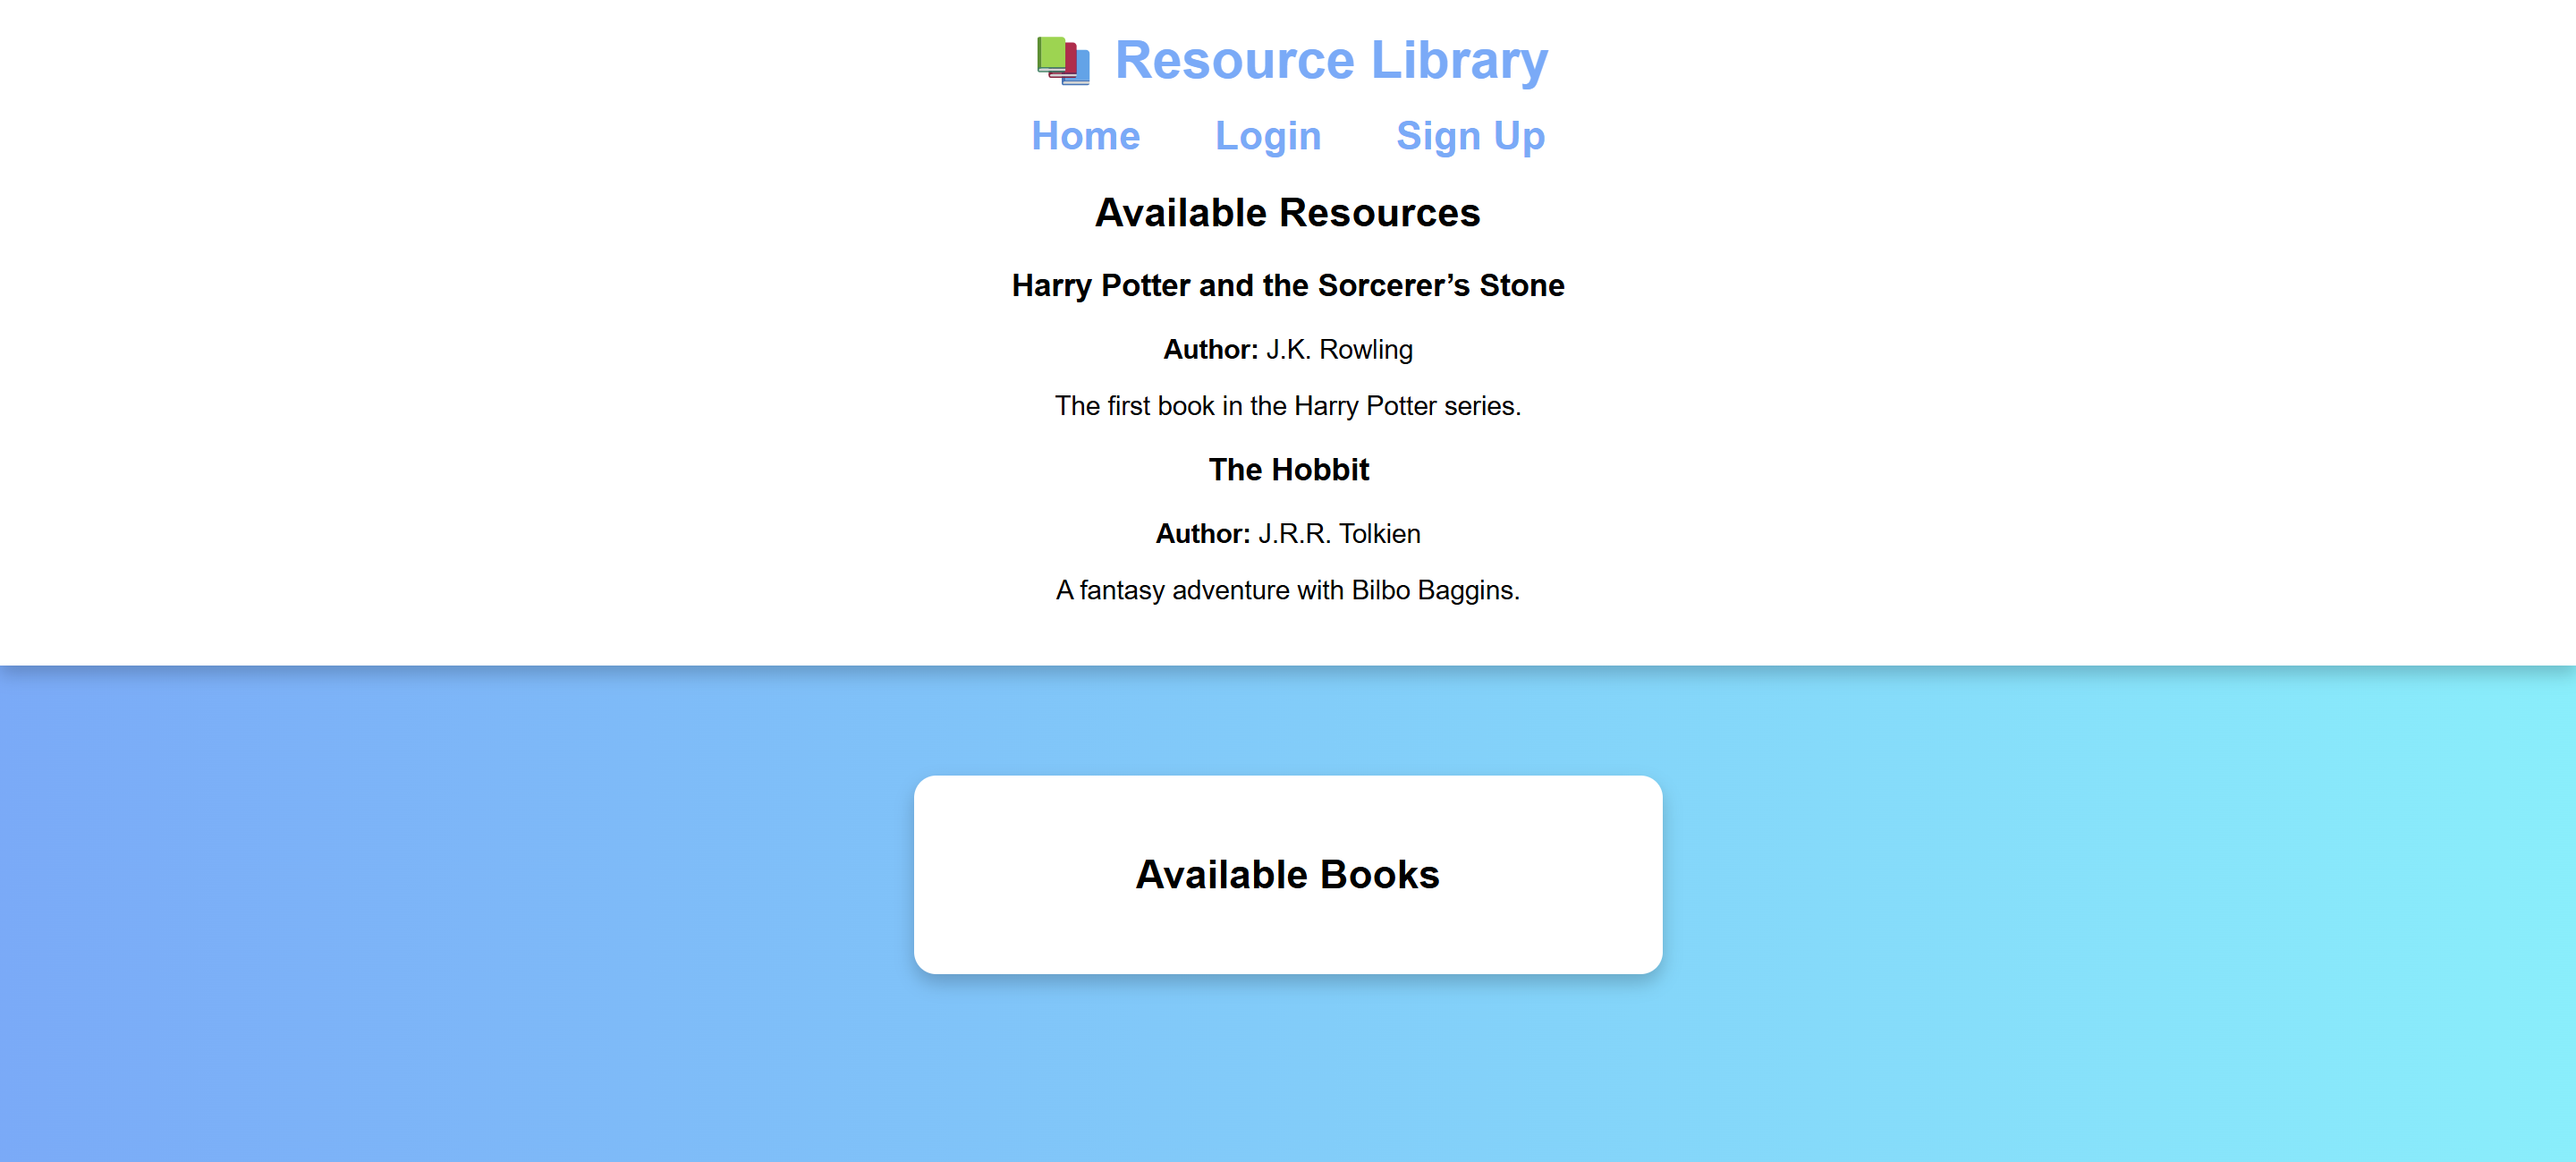 Resource Library
Home Login Sign Up
Available Resources
Harry Potter and the Sorcerer’s Stone
Author: J.K. Rowling
The first book in the Harry Potter series.
The Hobbit
Author: J.R.R. Tolkien
A fantasy adventure with Bilbo Baggins.
Available Books